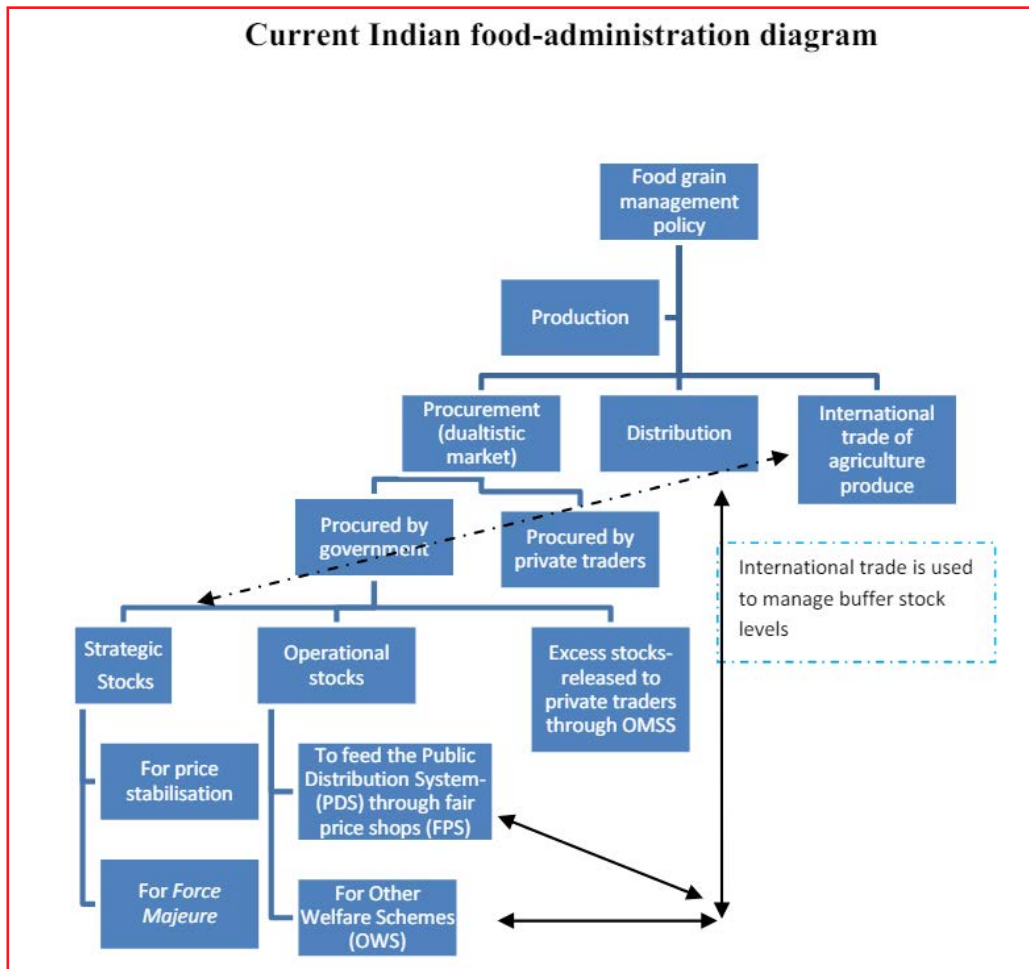 Current Indian food-administration diagram
Food grain
management
policy
Production
Procurement
(dualtistic
market)
Distribution
International
trade of
agriculture
produce
Procured by
government
Procured by
private traders
International trade is used
to manage buffer stock
levels
Strategic
Stocks
Operational
stocks
Excess stocks-
released to
private traders
through OMSS
For price
stabilisation
To feed the Public
Distribution System-
(PDS) through fair
price shops (FPS)
For Force
Majeure
For Other
Welfare Schemes
(OWS)